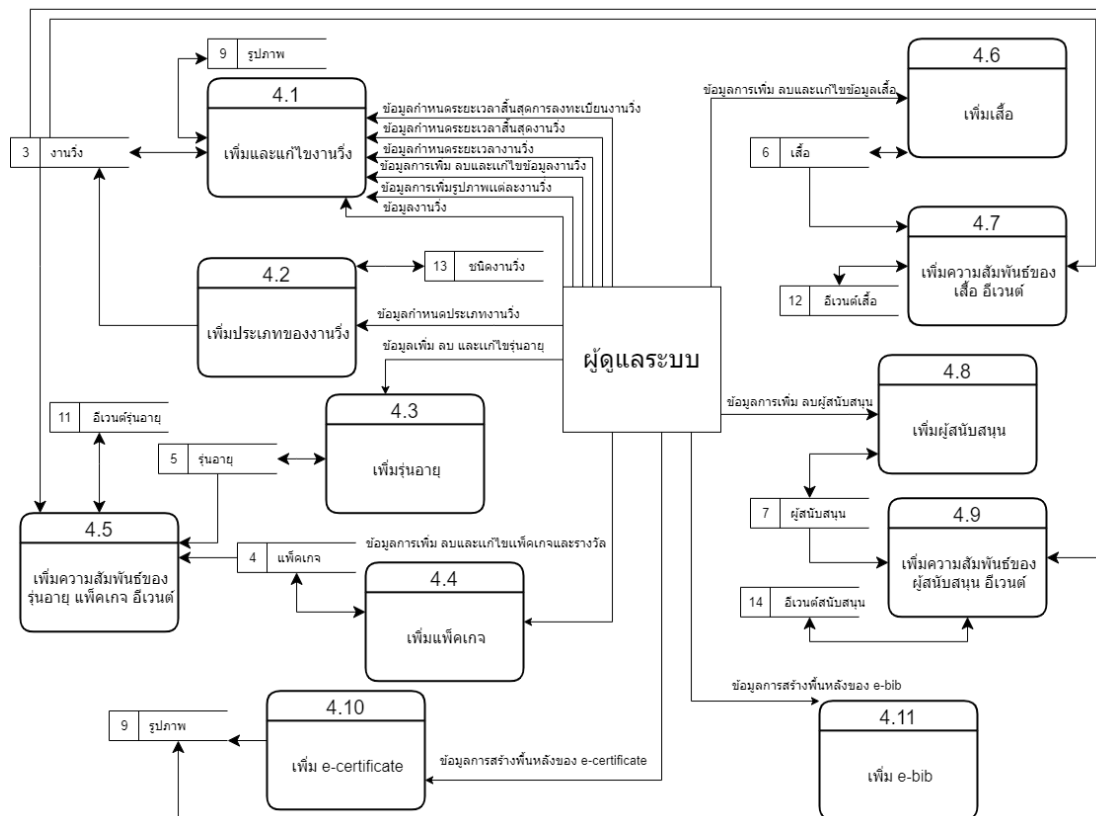 9 รูปภาพ
4.1
เพิ่มและแก้ไขงานวิ่ง
3 งานวิ่ง
ข้อมูลกำหนดระยะเวลาสิ้นสุดการลงทะเบียนงานวิ่ง
ข้อมูลกำหนดระยะเวลาสิ้นสุดงานวิ่ง
ข้อมูลกำหนดระยะเวลางานวิ่ง
ข้อมูลการเพิ่ม ลบและแก้ไขข้อมูลงานวิ่ง
ข้อมูลการเพิ่มรูปภาพแต่ละงานวิ่ง
ข้อมูลงานวิ่ง
4.6
เพิ่มเสื้อ
ข้อมูลการเพิ่ม ลบและแก้ไขข้อมูลเสื้อ
6 เสื้อ
4.7
เพิ่มความสัมพันธ์ของ
เสื้อ อีเวนต์
12 อีเวนต์เสื้อ
4.2
เพิ่มประเภทของงานวิ่ง
13 ชนิดงานวิ่ง
ข้อมูลกำหนดประเภทงานวิ่ง
ข้อมูลเพิ่ม ลบ และแก้ไขรุ่นอายุ
ผู้ดูแลระบบ
4.3
เพิ่มรุ่นอายุ
11 อีเวนต์รุ่นอายุ
5 รุ่นอายุ
4.8
เพิ่มผู้สนับสนุน
ข้อมูลการเพิ่ม ลบผู้สนับสนุน
7 ผู้สนับสนุน
4.9
เพิ่มความสัมพันธ์ของ
ผู้สนับสนุน อีเวนต์
14 อีเวนต์สนับสนุน
4.5
เพิ่มความสัมพันธ์ของ
รุ่นอายุ แพ็คเกจ อีเวนต์
4 แพ็คเกจ
ข้อมูลการเพิ่ม ลบและแก้ไขแพ็คเกจและรางวัล
4.4
เพิ่มแพ็คเกจ
9 รูปภาพ
4.10
เพิ่ม e-certificate
ข้อมูลการสร้างพื้นหลังของ e-certificate
ข้อมูลการสร้างพื้นหลังของ e-bib
4.11
เพิ่ม e-bib